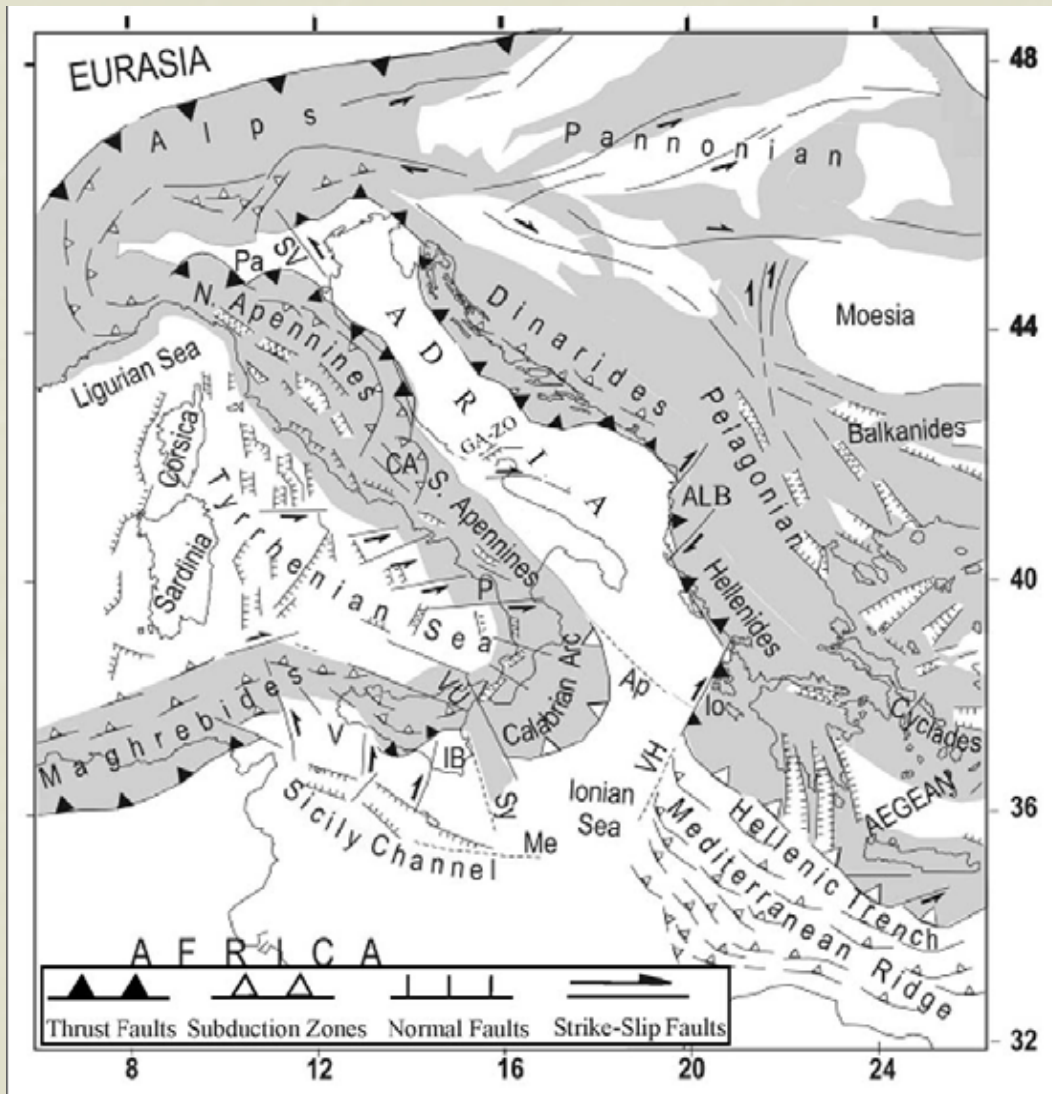 EURASIA
48
Alps
Pannonian
SV
Pa
N. Apennines
Dinarides
Moesia
44
ADRIA
Ligurian Sea
Corsica
GA-ZO
Peiagonian
Balkanides
CA
S. Apennines
ALB
Tyrrhenian Sea
Sardinia
40
P
Hellenides
Calabrian Arc
Ap
Io
VU
Cyclades
Maghrebides
V
IB
VH
Ionian
Sea
Sy
AEGEAN
36
Sicily Channel
Me
Hellenic Trench
Mediterranean Ridge
AFRICA
Thrust Faults
Subduction Zones
Normal Faults
Strike-Slip Faults
32
8
12
16
20
24